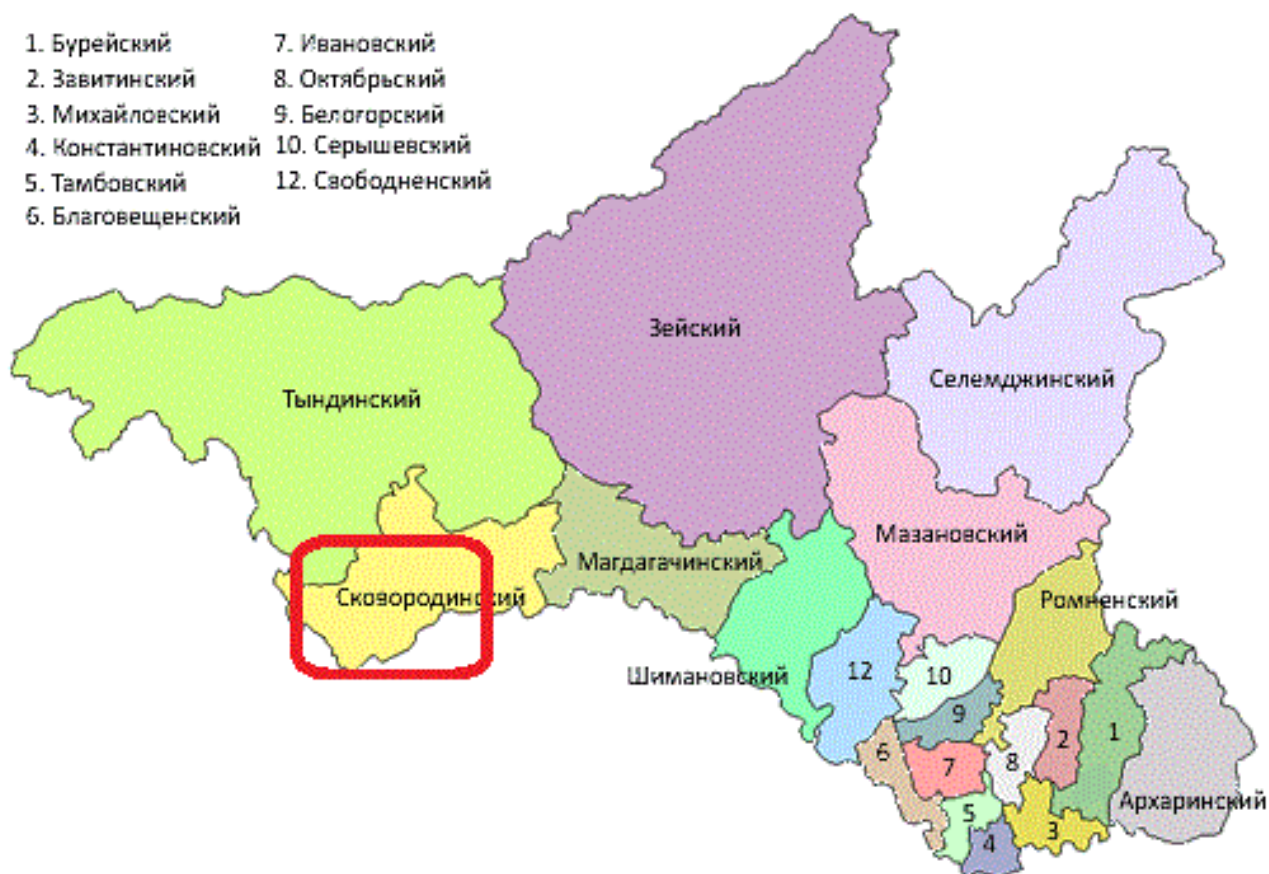 1. Бурейский
2. Завитинский
3. Михайловский
4. Константиновский
5. Тамбовский
6. Благовещенский
7. Ивановский
8. Октябрьский
9. Белогорский
10. Серышевский
12. Свободненский
Зейский
Селемджинский
Тындинский
Мазановский
Магдагачинский
Сковородинский
Ромненский
Шимановский
12
10
9
6
7
8
2
1
Архаринский
5
3
4